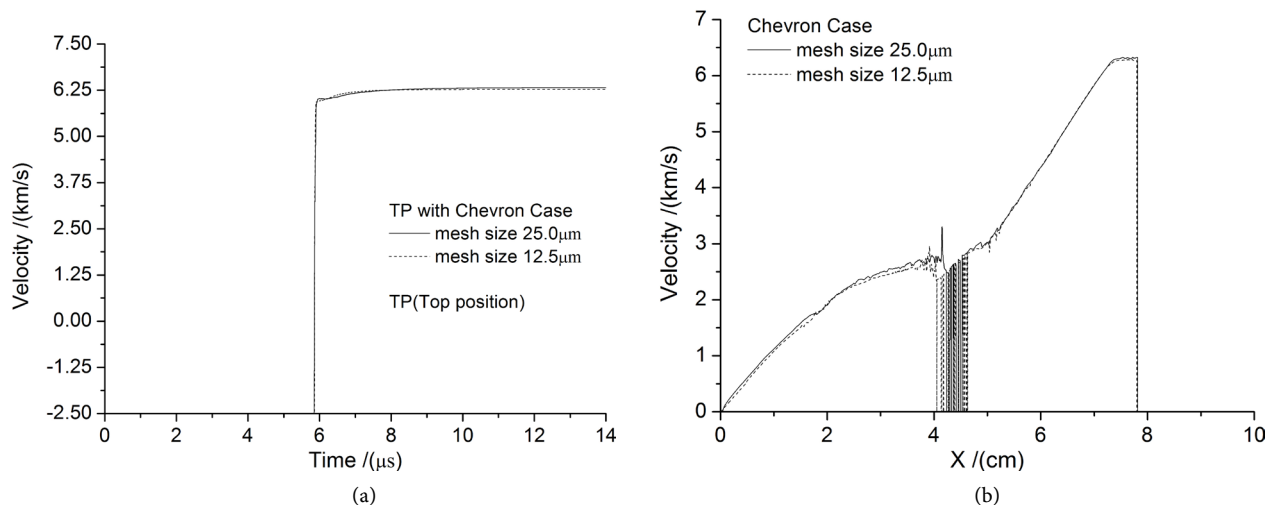 7.50
6.25
5.00
3.75
2.50
1.25
0.00
-1.25
-2.50
Velocity /(km/s)
TP with Chevron Case
mesh size 25.0μm
mesh size 12.5μm
TP(Top position)
0 2 4 6 8 10 12 14
Time /(μs)
(a)
7
6
5
4
3
2
1
0
Velocity /(km/s)
Chevron Case
mesh size 25.0μm
mesh size 12.5μm
0 2 4 6 8 10
X /(cm)
(b)